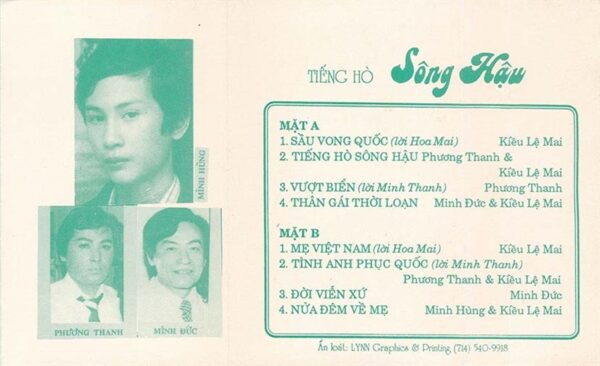 MINH HÙNG
PHƯƠNG THANH
MINH ĐỨC
TIẾNG HÒ Sông Hậu
MẶT A
1. SẦU VONG QUỐC (lời Hoa Mai) Kiều Lệ Mai
2. TIẾNG HÒ SÔNG HẬU Phương Thanh &
Kiều Lệ Mai
3. VƯỢT BIỂN (lời Minh Thanh) Phương Thanh
4. THÂN GÁI THỜI LOẠN Minh Đức & Kiều Lệ Mai
MẶT B
1. MẸ VIỆT NAM (lời Hoa Mai) Kiều Lệ Mai
2. TÌNH ANH PHỤC QUỐC (lời Minh Thanh)
Phương Thanh & Kiều Lệ Mai
3. ĐỜI VIỄN XỨ Minh Đức
4. NỬA ĐÊM VỀ MẸ Minh Hùng & Kiều Lệ Mai
Ấn loát: LYNN Graphics & Printing, (714) 540-9918